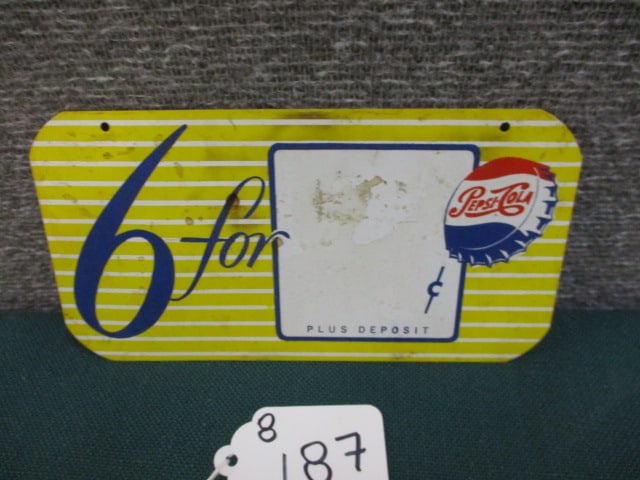 6 for
¢
PLUS DEPOSIT
PEPSI-COLA
8
187